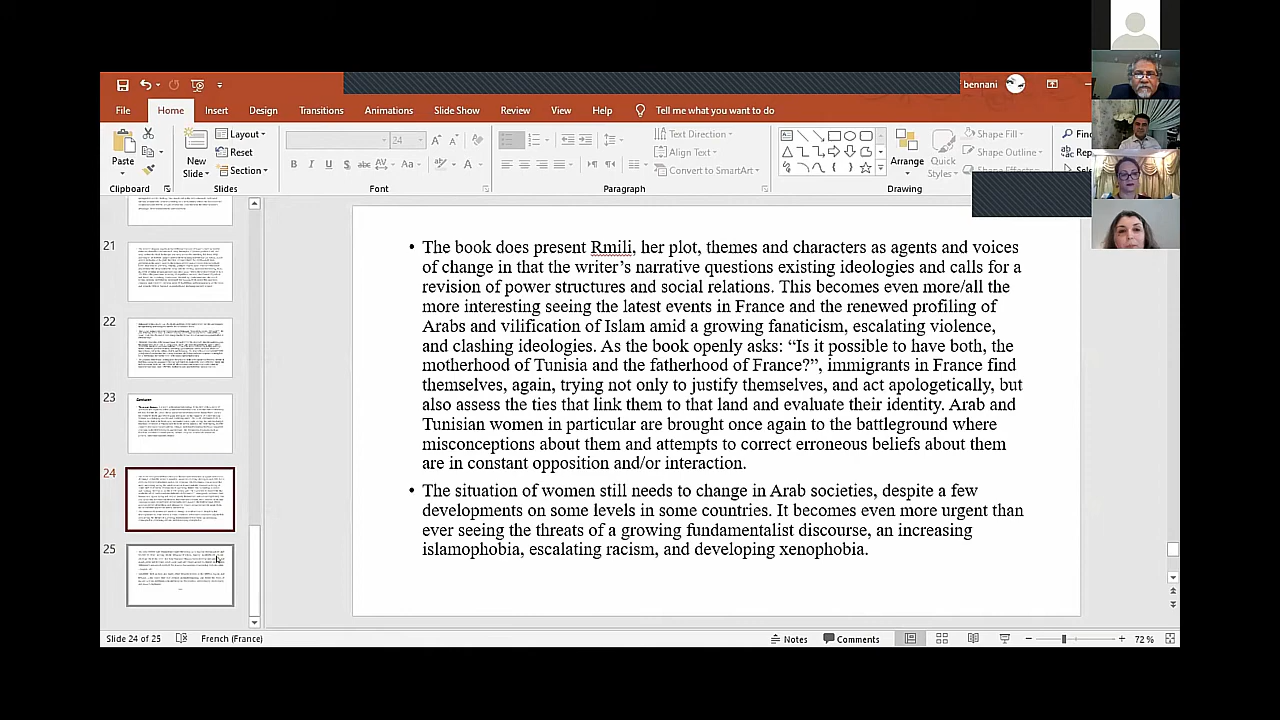 bennani
File Home Insert Design Transitions Animations Slide Show Review View Help Tell me what you want to do
Paste
New
Slide
Layout
Reset
Section
24
Text Direction
Align Text
Convert to SmartArt
Arrange
Quick
Styles
Shape Fill
Shape Outline
Clipboard Slides Font Paragraph Drawing
21
22
23
24
25
• The book does present Rhili, her plot, themes and characters as agents and voices
of change in that the writer's narrative questions existing ideologies and calls for a
revision of power structures and social relations. This becomes even more/all the
more interesting seeing the latest events in France and the renewed profiling of
Arabs and vilification of Islam amid a growing fanaticism, escalating violence,
and clashing ideologies. As the book openly asks: “Is it possible to have both, the
motherhood of Tunisia and the fatherhood of France?”, immigrants in France find
themselves, again, trying not only to justify themselves, and act apologetically, but
also assess the ties that link them to that land and evaluate their identity. Arab and
Tunisian women in particular are brought once again to the battleground where
misconceptions about them and attempts to correct erroneous beliefs about them
are in constant opposition and/or interaction.
• The situation of women still needs to change in Arab societies, despite a few
developments on some levels in some countries. It becomes even more urgent than
ever seeing the threats of a growing fundamentalist discourse, an increasing
islamophobia, escalating racism, and developing xenophobia.
Slide 24 of 25 French (France) Notes Comments 72 %